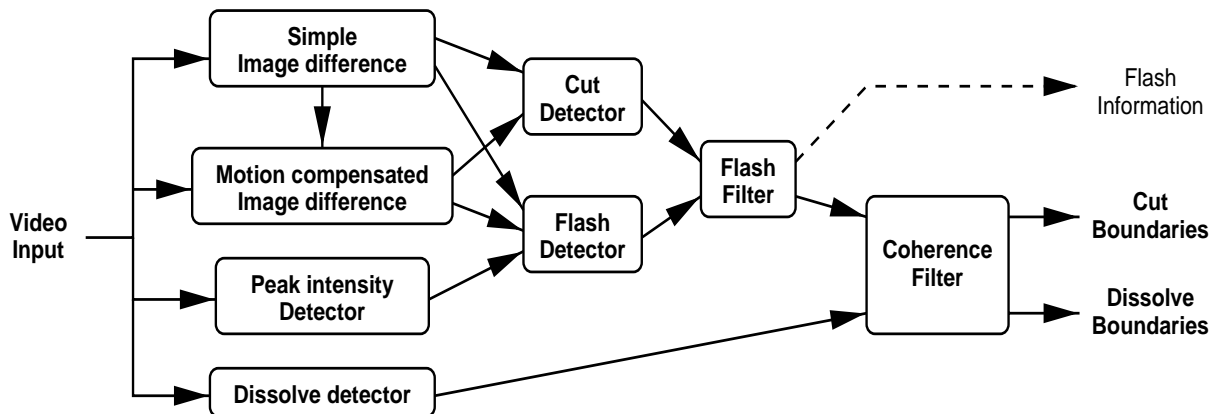 Video
Input
Simple
Image difference
Motion compensated
Image difference
Peak intensity
Detector
Dissolve detector
Cut
Detector
Flash
Detector
Flash
Filter
Coherence
Filter
Flash
Information
Cut
Boundaries
Dissolve
Boundaries